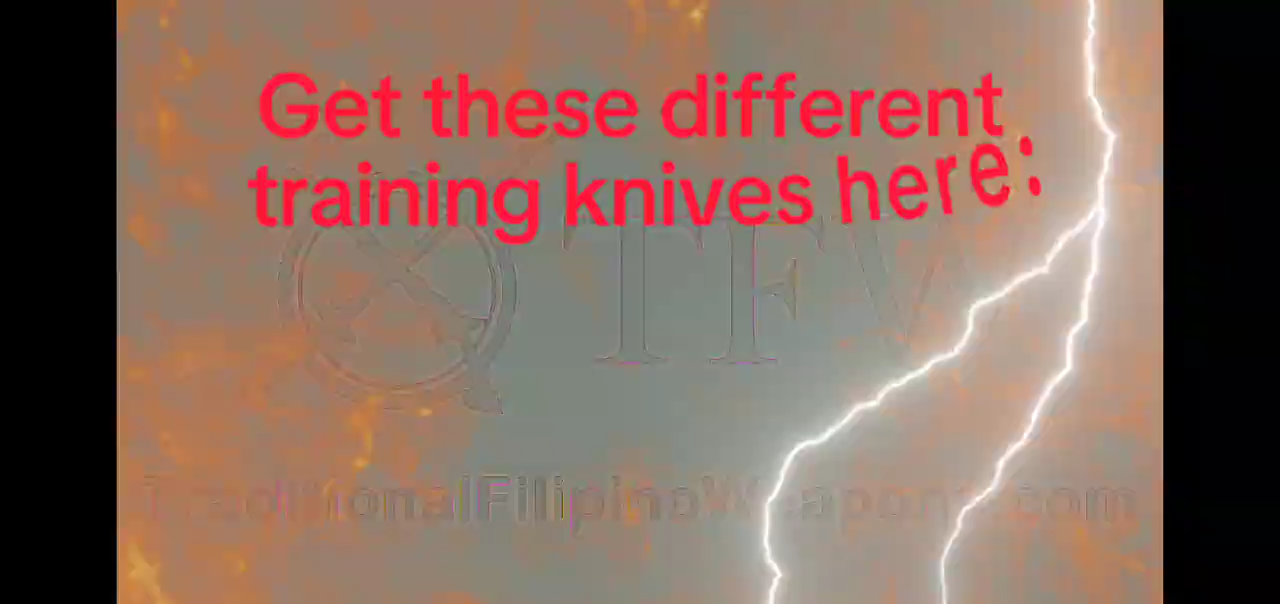 Get these different
training knives here:
TFW
TraditionalFilipinoWeapons.com